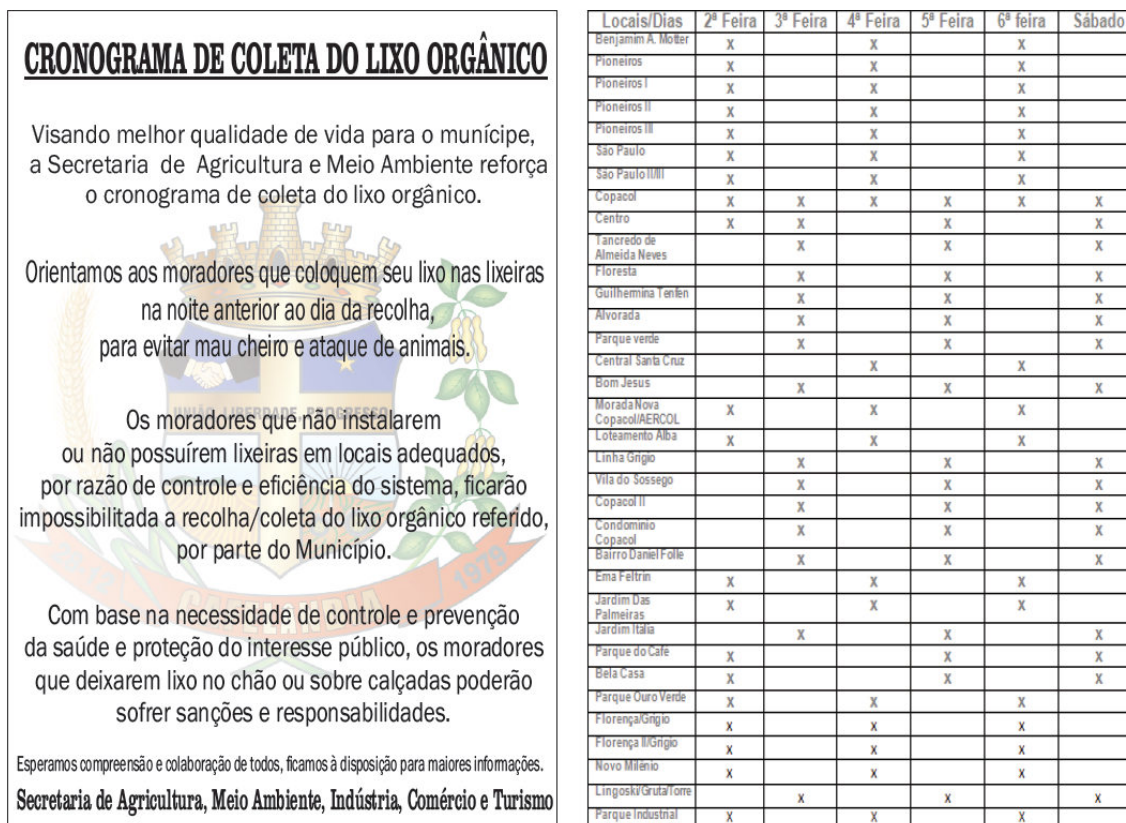 CRONOGRAMA DE COLETA DO LIXO ORGÂNICO
Visando melhor qualidade de vida para o munícipe,
a Secretaria de Agricultura e Meio Ambiente reforça
o cronograma de coleta do lixo orgânico.
Orientamos aos moradores que coloquem seu lixo nas lixeiras
na noite anterior ao dia da recolha,
para evitar mau cheiro e ataque de animais.
UNIÃO LIBERDADE PROGRESSO
Os moradores que não instalarem
ou não possuírem lixeiras em locais adequados,
por razão de controle e eficiência do sistema, ficarão
impossibilitada a recolha/coleta do lixo orgânico referido,
por parte do Município.
1979
CAFELÂNDIA
Com base na necessidade de controle e prevenção
da saúde e proteção do interesse público, os moradores
que deixarem lixo no chão ou sobre calçadas poderão
sofrer sanções e responsabilidades.
Esperamos compreensão e colaboração de todos, ficamos à disposição para maiores informações.
Secretaria de Agricultura, Meio Ambiente, Indústria, Comércio e Turismo
Locais/Dias 2ª Feira 3ª Feira 4ª Feira 5ª Feira 6ª feira Sábado
Benjamim A. Motter X X X
Pioneiros X X X
Pioneiros I X X X
Pioneiros II X X X
Pioneiros III X X X
São Paulo X X X
São Paulo II/III X X X
Copacol X X X X X X
Centro X X X X
Tancredo de
Almeida Neves X X X
Floresta X X X
Guilhermina Tenfen X X X
Alvorada X X X
Parque verde X X X
Central Santa Cruz X X
Bom Jesus X X X
Morada Nova
Copacol/AERCOL X X X
Loteamento Alba X X X
Linha Grigio X X X
Vila do Sossego X X X
Copacol II X X X
Condomínio
Copacol X X X
Bairro Daniel Folle X X X
Ema Feltrin X X X
Jardim Das
Palmeiras X X X
Jardim Itália X X X
Parque do Café X X X
Bela Casa X X X
Parque Ouro Verde X X X
Florença/Grigio X X X
Florença II/Grigio X X X
Novo Milênio X X X
Lingoski/Gruta/Torre X X X
Parque Industrial X X X